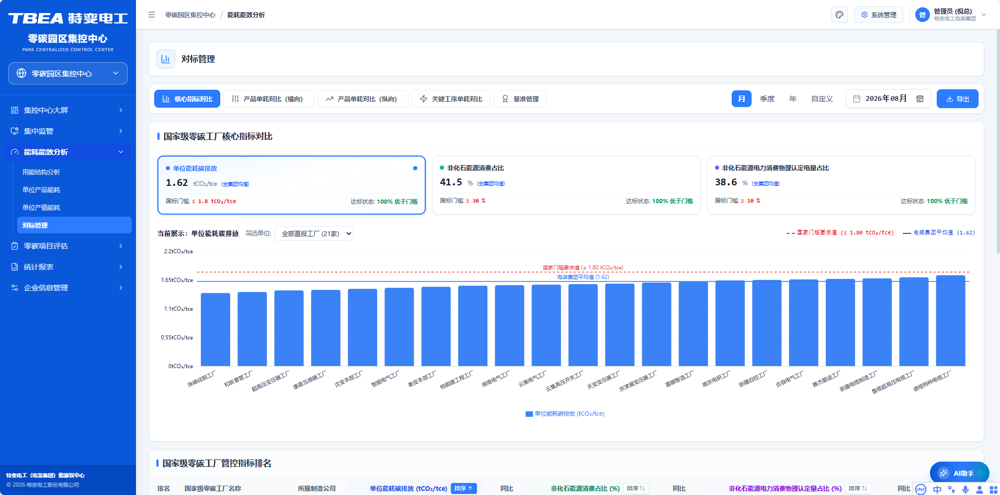 TBEA 特变电工
零碳园区集控中心
PARK CENTRALIZED CONTROL CENTER
零碳园区集控中心
集控中心大屏
集中监管
能耗能效分析
用能结构分析
单位产品能耗
单位产值能耗
对标管理
零碳项目评估
统计报表
企业信息管理
特变电工（电装集团）能源双中心
© 2026 特变电工股份有限公司
零碳园区集控中心 / 能耗能效分析
系统管理
管 管理员 (倪总)
特变电工电装集团
对标管理
核心指标对比 产品单耗对比（横向） 产品单耗对比（纵向） 关键工序单耗对比 基准管理
月 季度 年 自定义 2026年08月 导出
国家级零碳工厂核心指标对比
单位能耗碳排放
1.62 tCO₂/tce (全集团均值)
国标门槛: ≤ 1.8 tCO₂/tce 达标状态: 100% 优于门槛
非化石能源消费占比
41.5 % (全集团均值)
国标门槛: ≥ 30 % 达标状态: 100% 优于门槛
非化石能源电力消费物理认定电量占比
38.6 % (全集团均值)
国标门槛: ≥ 10 % 达标状态: 100% 优于门槛
当前展示：单位能耗碳排放 筛选单位: 全部直报工厂 (21家)
国家门槛要求值 (≤ 1.80 tCO₂/tce) 电装集团平均值 (1.62)
2.2tCO₂/tce
1.65tCO₂/tce
1.1tCO₂/tce
0.55tCO₂/tce
0tCO₂/tce
国家门槛要求值 (≤ 1.80 tCO₂/tce)
电装集团平均值 (1.62)
珠峰硅钢工厂
和新套管工厂
超高压变压器工厂
康嘉互感器工厂
沈变本部工厂
智能电气工厂
衡变本部工厂
特能建工程工厂
湖南电气工厂
云集电气工厂
云集高压开关工厂
天变变压器工厂
京津冀变压器工厂
露娜智造工厂
南京电研工厂
新疆自控工厂
合容电气工厂
赛杰爱迪工厂
新疆电缆制造工厂
鲁缆超高压电缆工厂
德缆特种电缆工厂
单位能耗碳排放 (tCO₂/tce)
国家级零碳工厂管控指标排名
排名 国家级零碳工厂名称 所属制造公司 单位能耗碳排放 (tCO₂/tce) 排序 ↑ 同比 非化石能源消费占比 (%) 排序 ↑↓ 同比 非化石能源电力消费物理认定电量占比 (%) 排序 ↑↓ 同比
AI助手
iFLY 中